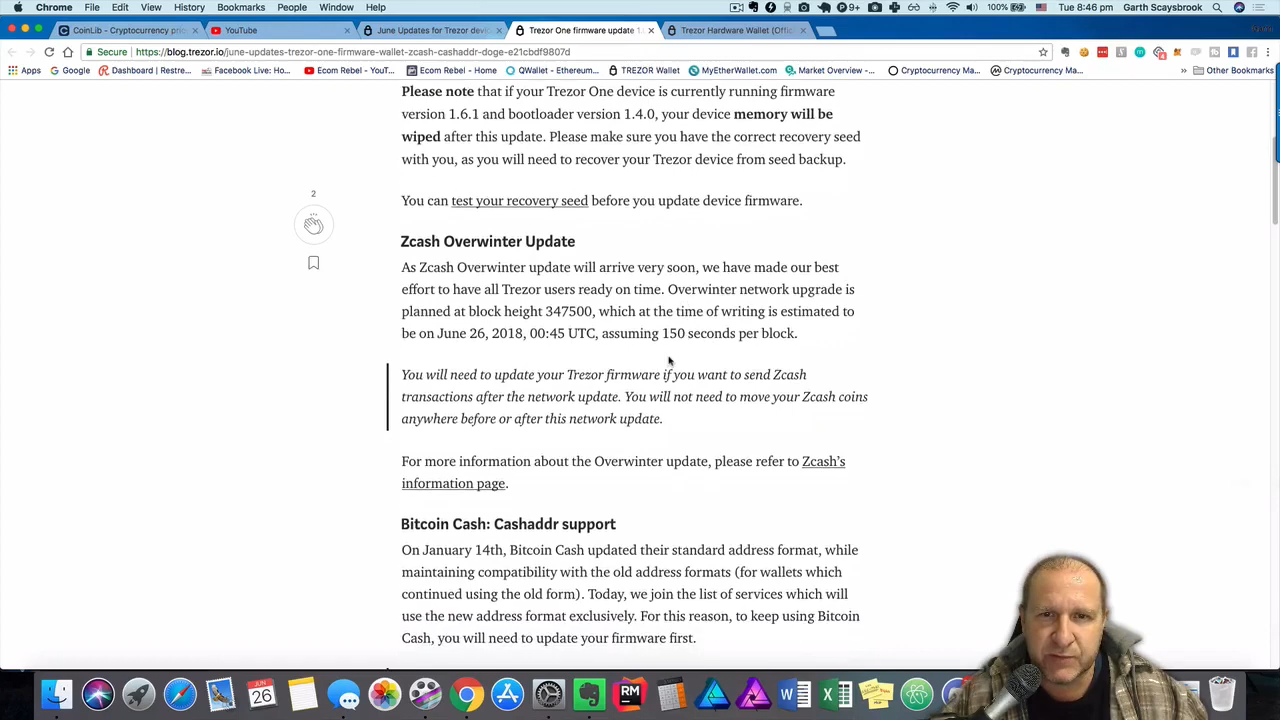 Chrome File Edit View History Bookmarks People Window Help 9+ 100% Tue 8:46 pm Garth Scaysbrook
CoinLib - Cryptocurrency pric YouTube June Updates for Trezor devic Trezor One firmware update 1. Trezor Hardware Wallet (Offic
Secure https://blog.trezor.io/june-updates-trezor-one-firmware-wallet-zcash-cashaddr-doge-e21cbdf9807d
Apps Google Dashboard | Restre... Facebook Live: Ho... Ecom Rebel - YouT... Ecom Rebel - Home QWallet - Ethereum... TREZOR Wallet MyEtherWallet.com Market Overview -... Cryptocurrency Ma... Cryptocurrency Ma... » Other Bookmarks
Please note that if your Trezor One device is currently running firmware
version 1.6.1 and bootloader version 1.4.0, your device memory will be
wiped after this update. Please make sure you have the correct recovery seed
with you, as you will need to recover your Trezor device from seed backup.
2
You can test your recovery seed before you update device firmware.
Zcash Overwinter Update
As Zcash Overwinter update will arrive very soon, we have made our best
effort to have all Trezor users ready on time. Overwinter network upgrade is
planned at block height 347500, which at the time of writing is estimated to
be on June 26, 2018, 00:45 UTC, assuming 150 seconds per block.
You will need to update your Trezor firmware if you want to send Zcash
transactions after the network update. You will not need to move your Zcash coins
anywhere before or after this network update.
For more information about the Overwinter update, please refer to Zcash's
information page.
Bitcoin Cash: Cashaddr support
On January 14th, Bitcoin Cash updated their standard address format, while
maintaining compatibility with the old address formats (for wallets which
continued using the old form). Today, we join the list of services which will
use the new address format exclusively. For this reason, to keep using Bitcoin
Cash, you will need to update your firmware first.
JUN
26
RM
W
X